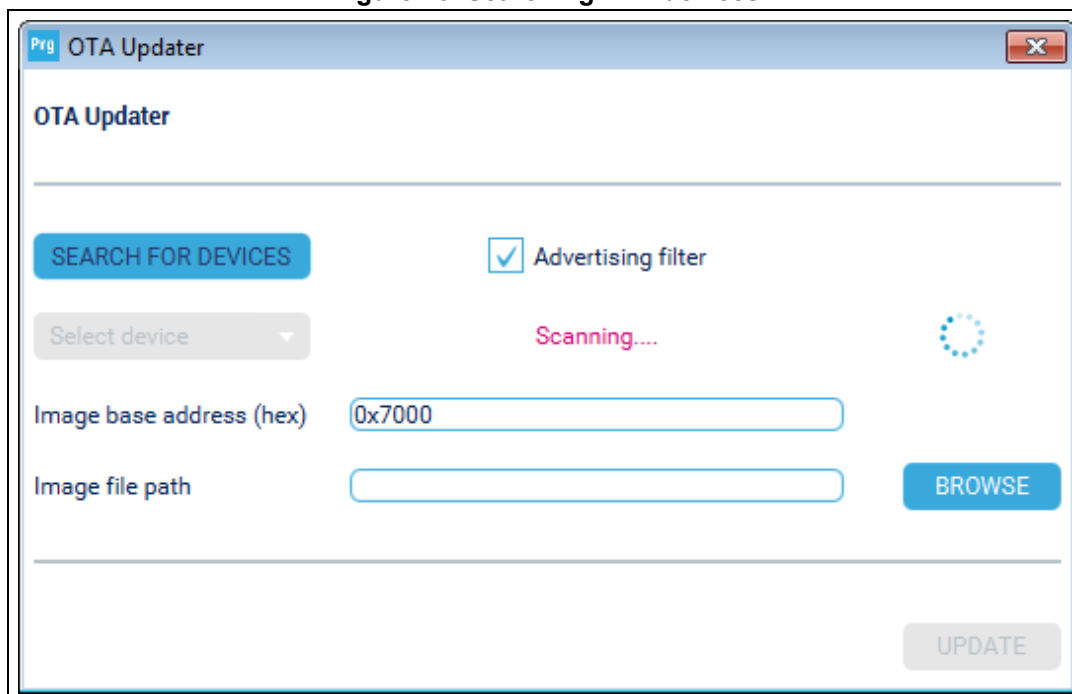 Prg OTA Updater
OTA Updater
SEARCH FOR DEVICES
Advertising filter
Select device
Scanning....
Image base address (hex)
0x7000
Image file path
BROWSE
UPDATE